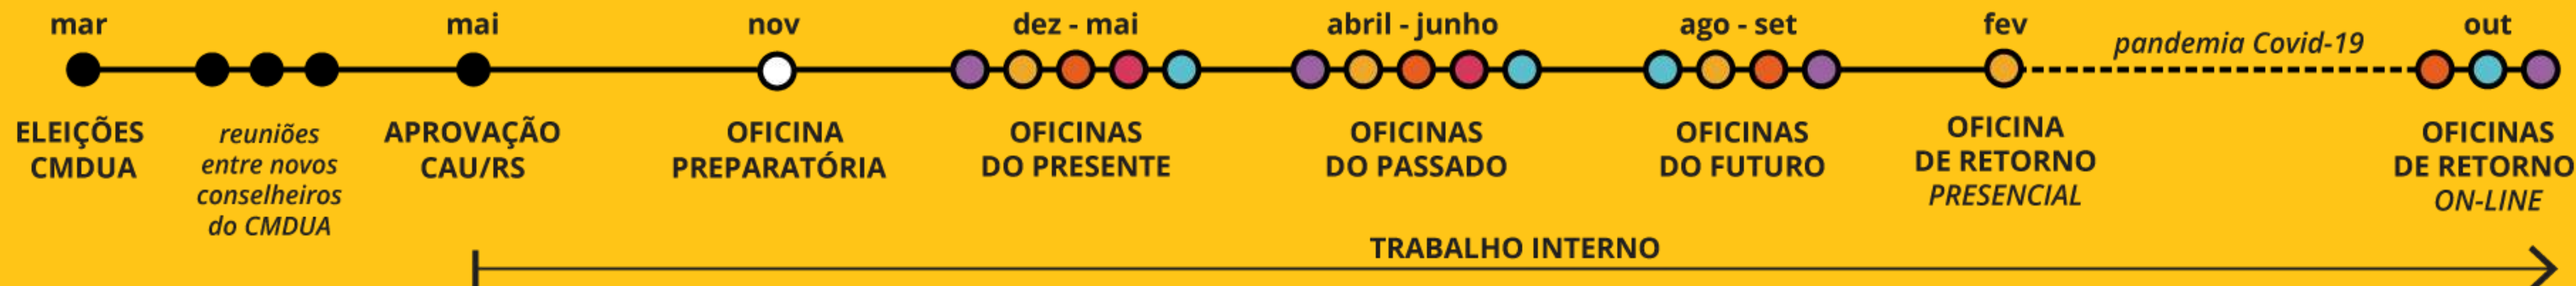 mar
mai
nov
dez - mai
abril - junho
ago - set
fev
pandemia Covid-19
out
ELEIÇÕES
CMDUA
reuniões
entre novos
conselheiros
do CMDUA
APROVAÇÃO
CAU/RS
OFICINA
PREPARATÓRIA
OFICINAS
DO PRESENTE
OFICINAS
DO PASSADO
OFICINAS
DO FUTURO
OFICINA
DE RETORNO
PRESENCIAL
OFICINAS
DE RETORNO
ON-LINE
TRABALHO INTERNO